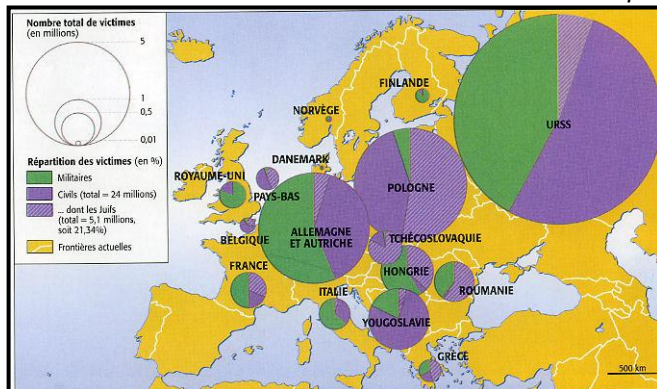 Nombre total de victimes
(en millions)
5
1
0,5
0,01
Répartition des victimes (en %)
Militaires
Civils (total = 24 millions)
... dont les Juifs
(total = 5,1 millions,
soit 21,34%)
Frontières actuelles
FINLANDE
NORVÈGE
URSS
DANEMARK
ROYAUME-UNI
PAYS-BAS
POLOGNE
ALLEMAGNE
ET AUTRICHE
TCHÉCOSLOVAQUIE
BELGIQUE
HONGRIE
FRANCE
ROUMANIE
ITALIE
YOUGOSLAVIE
GRÈCE
500 km